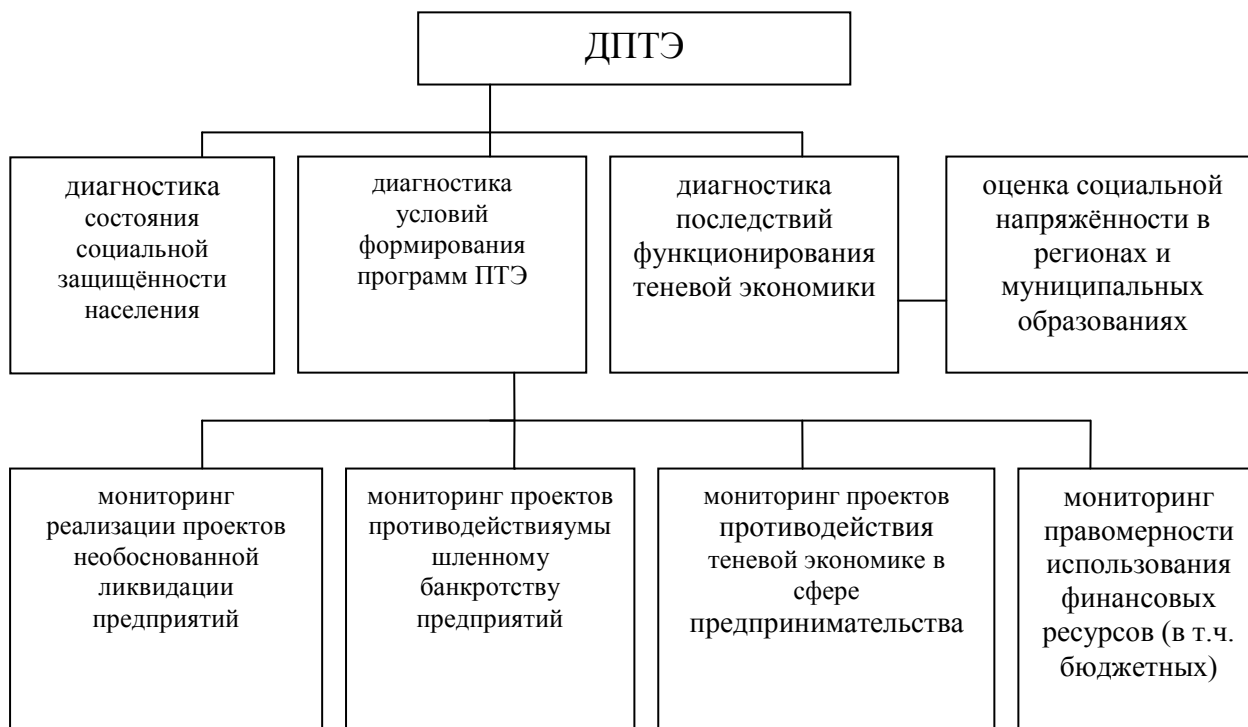 ДПТЭ
диагностика
состояния
социальной
защищённости
населения
диагностика
условий
формирования
программ ПТЭ
диагностика
последствий
функционирования
теневой экономики
оценка социальной
напряжённости в
регионах и
муниципальных
образованиях
мониторинг
реализации проектов
необоснованной
ликвидации
предприятий
мониторинг проектов
противодействияумы
шленному
банкротству
предприятий
мониторинг проектов
противодействия
теневой экономике в
сфере
предпринимательства
мониторинг
правомерности
использования
финансовых
ресурсов (в т.ч.
бюджетных)